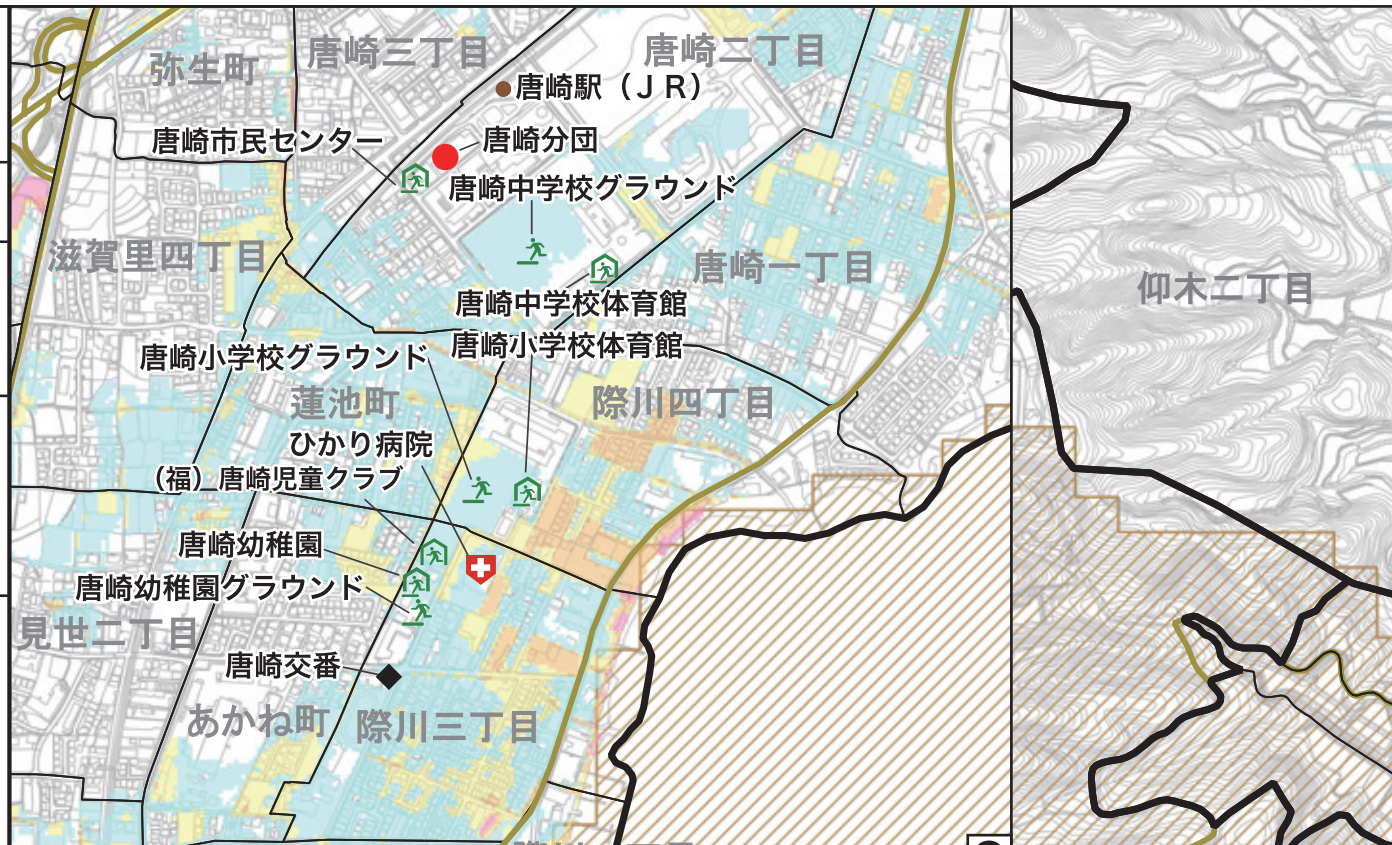 唐崎三丁目
唐崎二丁目
弥生町
唐崎駅（ＪＲ）
唐崎市民センター
唐崎分団
唐崎中学校グラウンド
滋賀里四丁目
唐崎一丁目
仰木二丁目
唐崎中学校体育館
唐崎小学校グラウンド
唐崎小学校体育館
蓮池町
際川四丁目
ひかり病院
（福）唐崎児童クラブ
唐崎幼稚園
唐崎幼稚園グラウンド
見世二丁目
唐崎交番
あかね町
際川三丁目